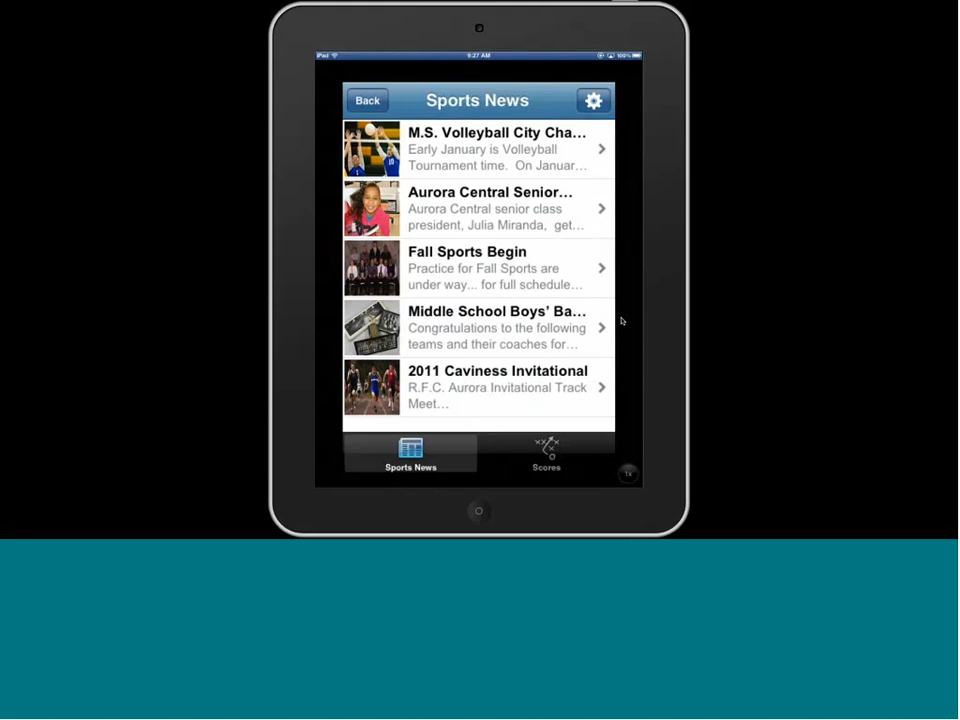 iPad 9:27 AM 100%
Back Sports News
M.S. Volleyball City Cha...
Early January is Volleyball
Tournament time. On Januar...
Aurora Central Senior...
Aurora Central senior class
president, Julia Miranda, get...
Fall Sports Begin
Practice for Fall Sports are
under way... for full schedule...
Middle School Boys’ Ba...
Congratulations to the following
teams and their coaches for...
2011 Caviness Invitational
R.F.C. Aurora Invitational Track
Meet...
Sports News Scores
1x